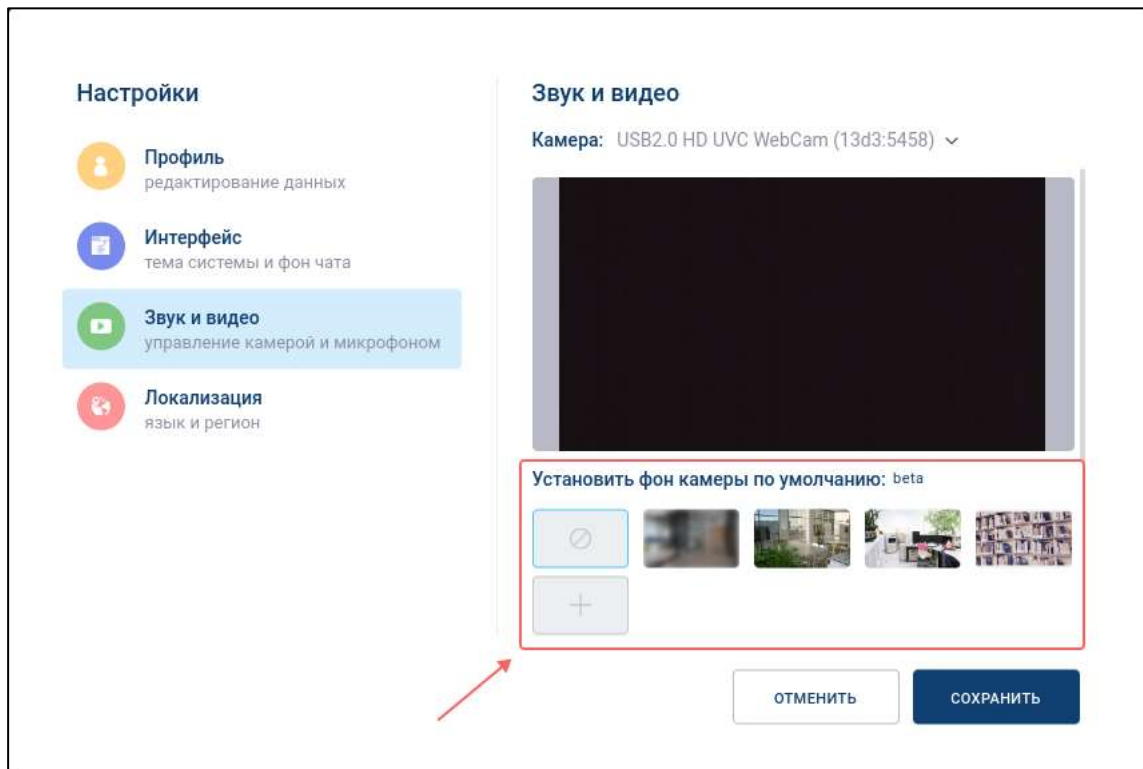 Настройки
Профиль
редактирование данных
Интерфейс
тема системы и фон чата
Звук и видео
управление камерой и микрофоном
Локализация
язык и регион
Звук и видео
Камера: USB2.0 HD UVC WebCam (13d3:5458)
Установить фон камеры по умолчанию: beta
ОТМЕНИТЬ
СОХРАНИТЬ